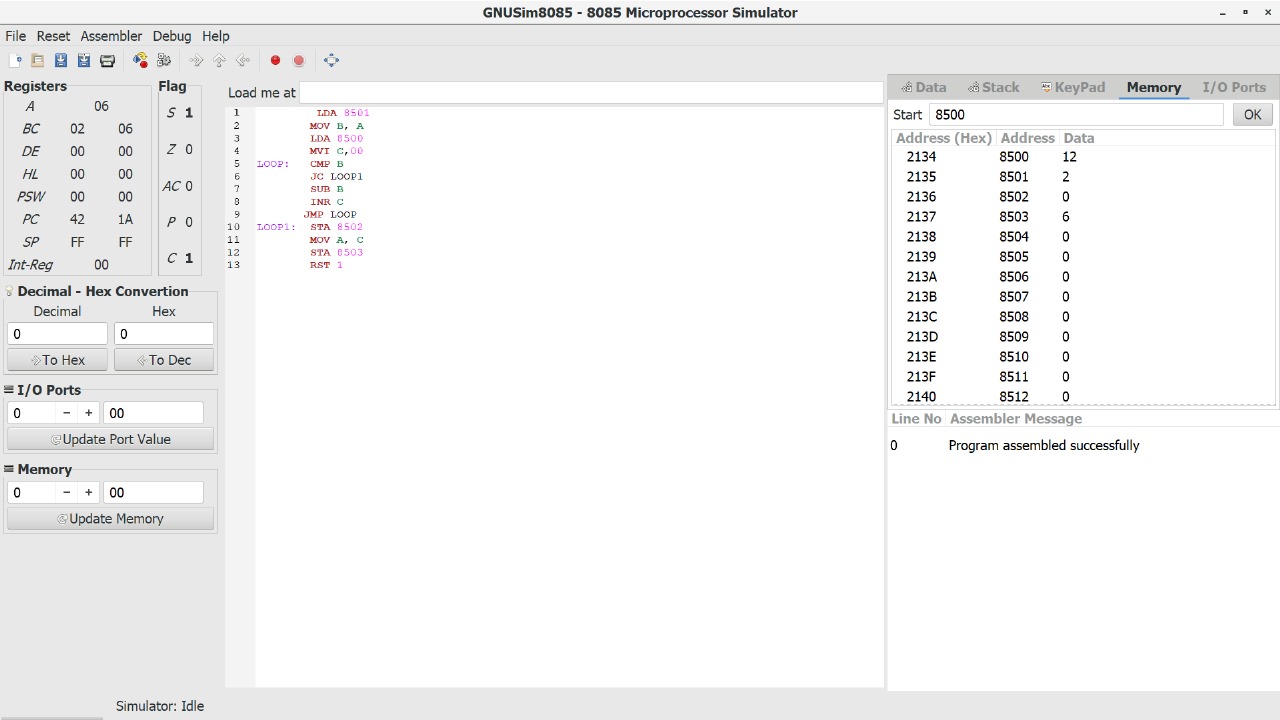 GNUSim8085 - 8085 Microprocessor Simulator
File Reset Assembler Debug Help
Registers
A 06
BC 02 06
DE 00 00
HL 00 00
PSW 00 00
PC 42 1A
SP FF FF
Int-Reg 00
Flag
S 1
Z 0
AC 0
P 0
C 1
Decimal - Hex Convertion
Decimal Hex
0 0
To Hex To Dec
I/O Ports
0 − + 00
Update Port Value
Memory
0 − + 00
Update Memory
Load me at
1 LDA 8501
2 MOV B, A
3 LDA 8500
4 MVI C,00
5 LOOP: CMP B
6 JC LOOP1
7 SUB B
8 INR C
9 JMP LOOP
10 LOOP1: STA 8502
11 MOV A, C
12 STA 8503
13 RST 1
Data Stack KeyPad Memory I/O Ports
Start 8500 OK
Address (Hex) Address Data
2134 8500 12
2135 8501 2
2136 8502 0
2137 8503 6
2138 8504 0
2139 8505 0
213A 8506 0
213B 8507 0
213C 8508 0
213D 8509 0
213E 8510 0
213F 8511 0
2140 8512 0
Line No Assembler Message
0 Program assembled successfully
Simulator: Idle